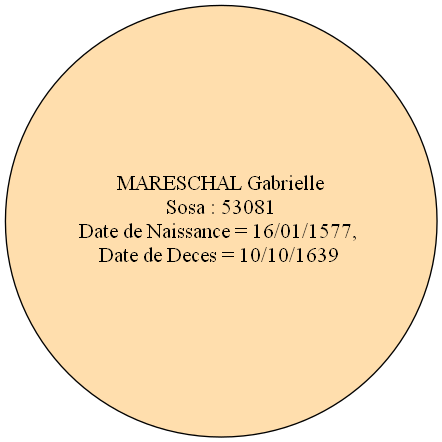 MARESCHAL Gabrielle
Sosa : 53081
Date de Naissance = 16/01/1577,
Date de Deces = 10/10/1639